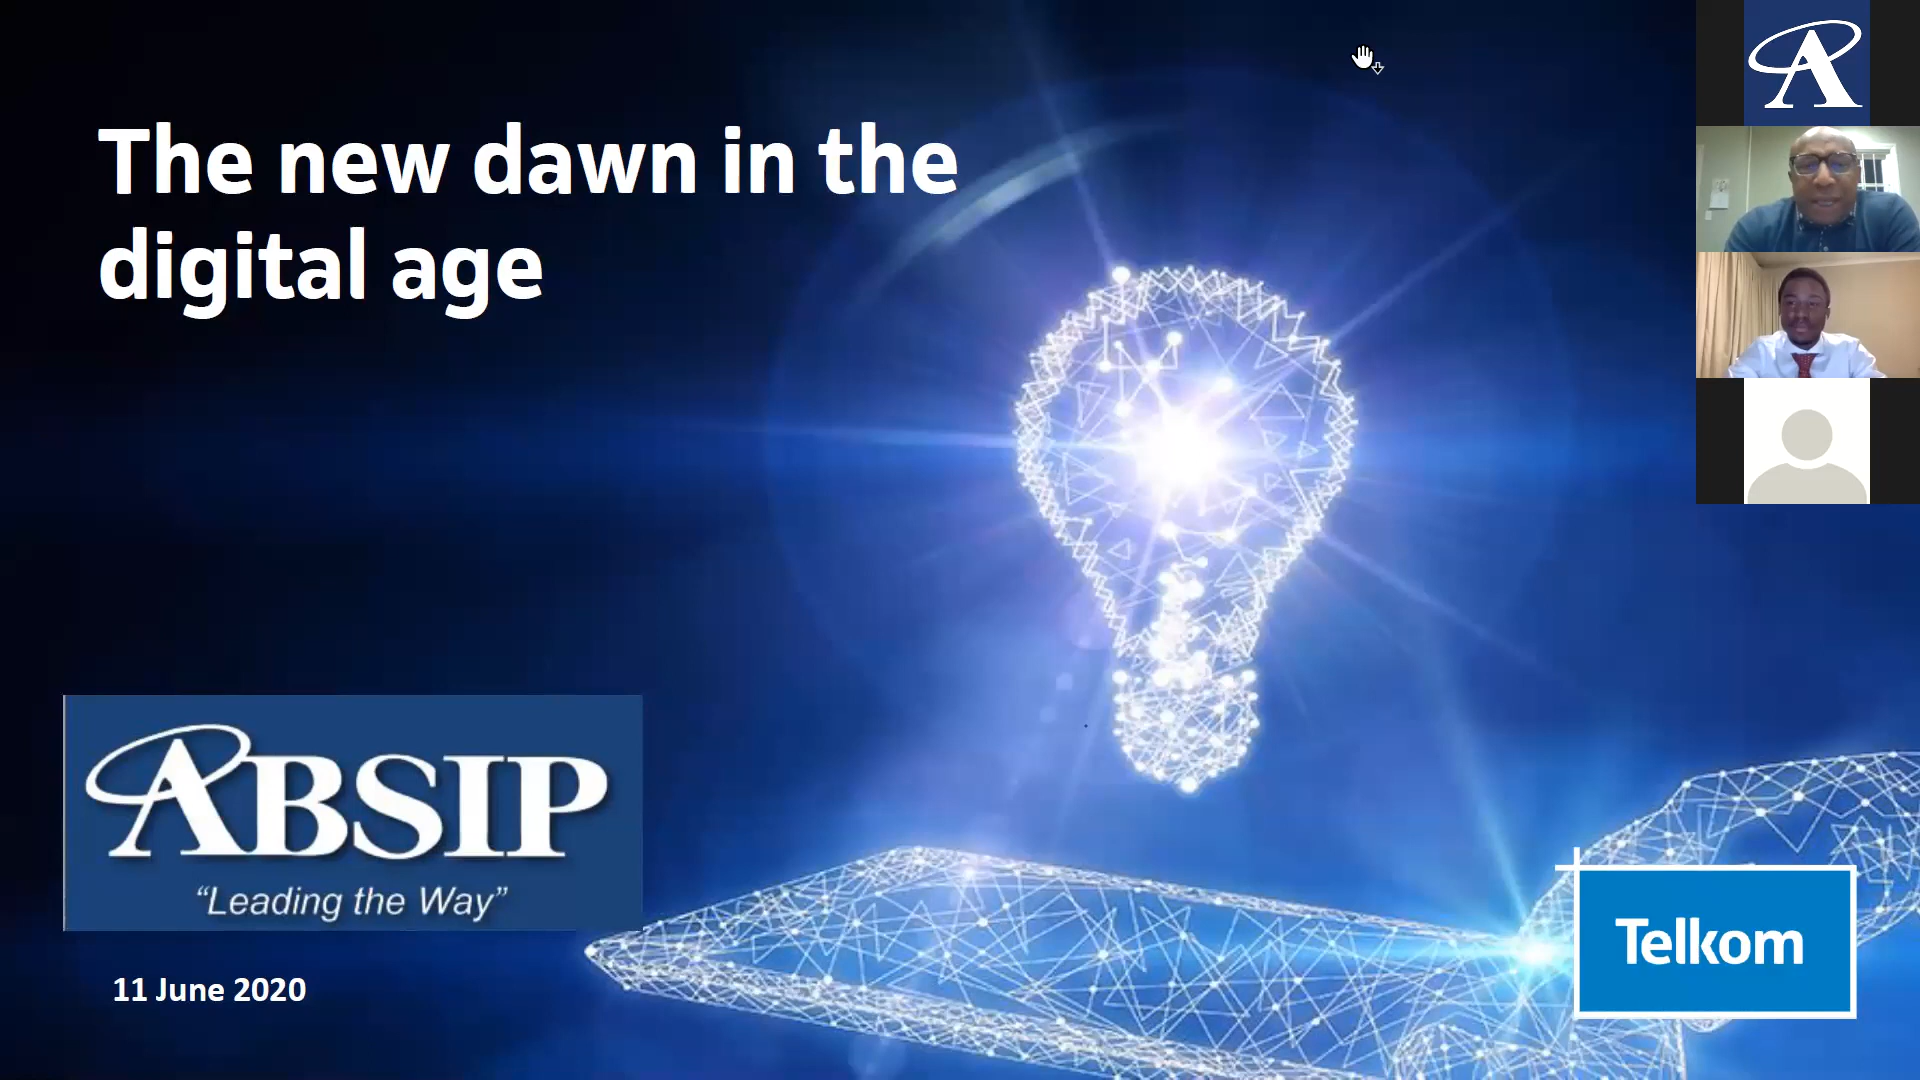 The new dawn in the
digital age
ABSIP
“Leading the Way”
11 June 2020
Telkom